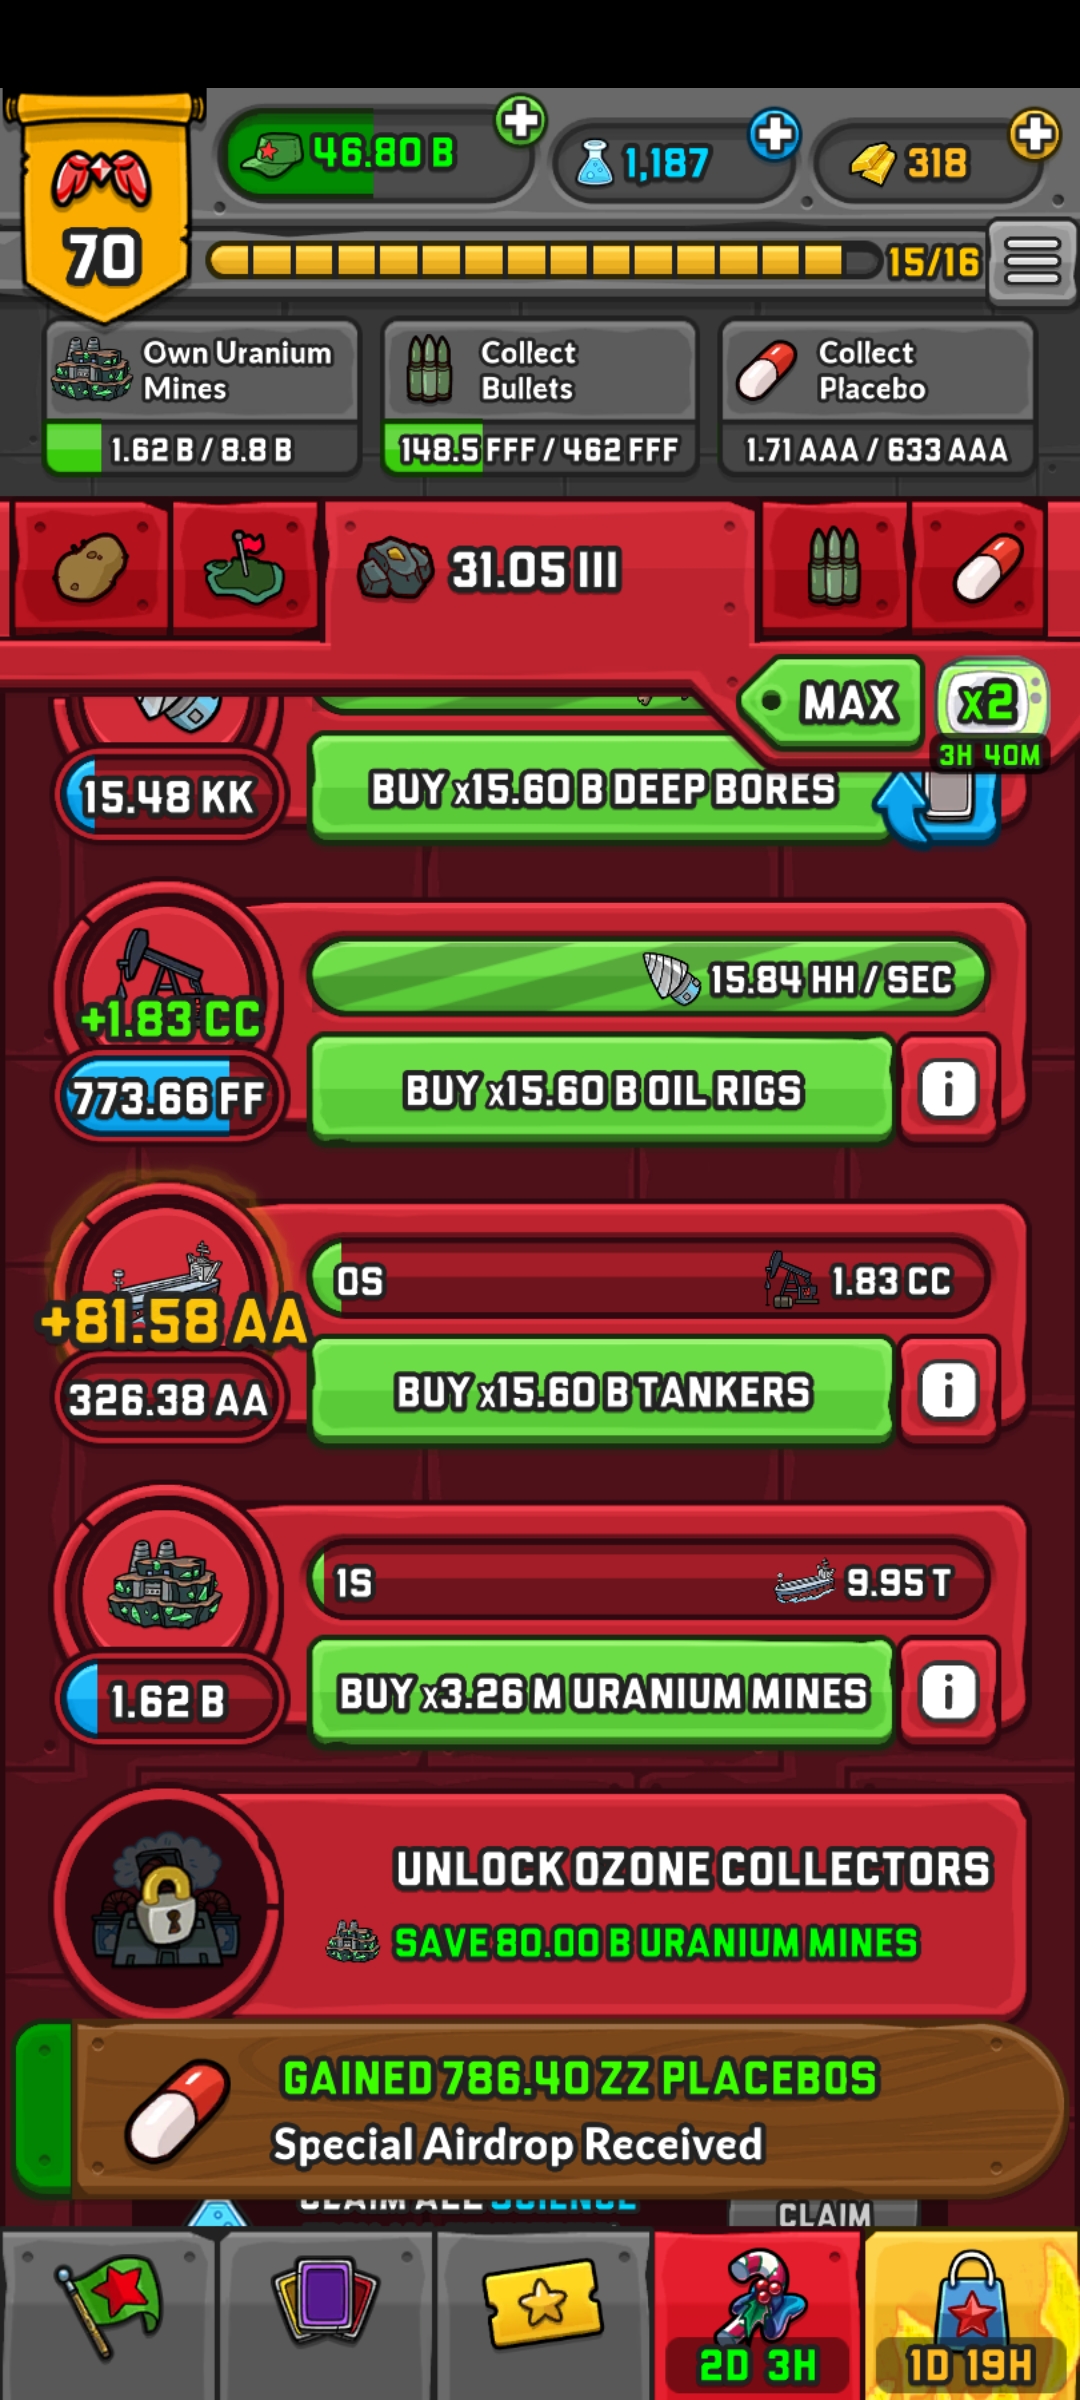 46.80 B
1,187
318
70
15/16
Own Uranium
Mines
1.62 B / 8.8 B
Collect
Bullets
148.5 FFF / 462 FFF
Collect
Placebo
1.71 AAA / 633 AAA
31.05 III
MAX
x2
3H 40M
15.48 KK
BUY x15.60 B DEEP BORES
+1.83 CC
773.66 FF
15.84 HH / SEC
BUY x15.60 B OIL RIGS
i
+81.58 AA
326.38 AA
0S
1.83 CC
BUY x15.60 B TANKERS
i
1S
9.95 T
1.62 B
BUY x3.26 M URANIUM MINES
i
UNLOCK OZONE COLLECTORS
SAVE 80.00 B URANIUM MINES
GAINED 786.40 ZZ PLACEBOS
Special Airdrop Received
CLAIM ALL SCIENCE
CLAIM
2D 3H
1D 19H